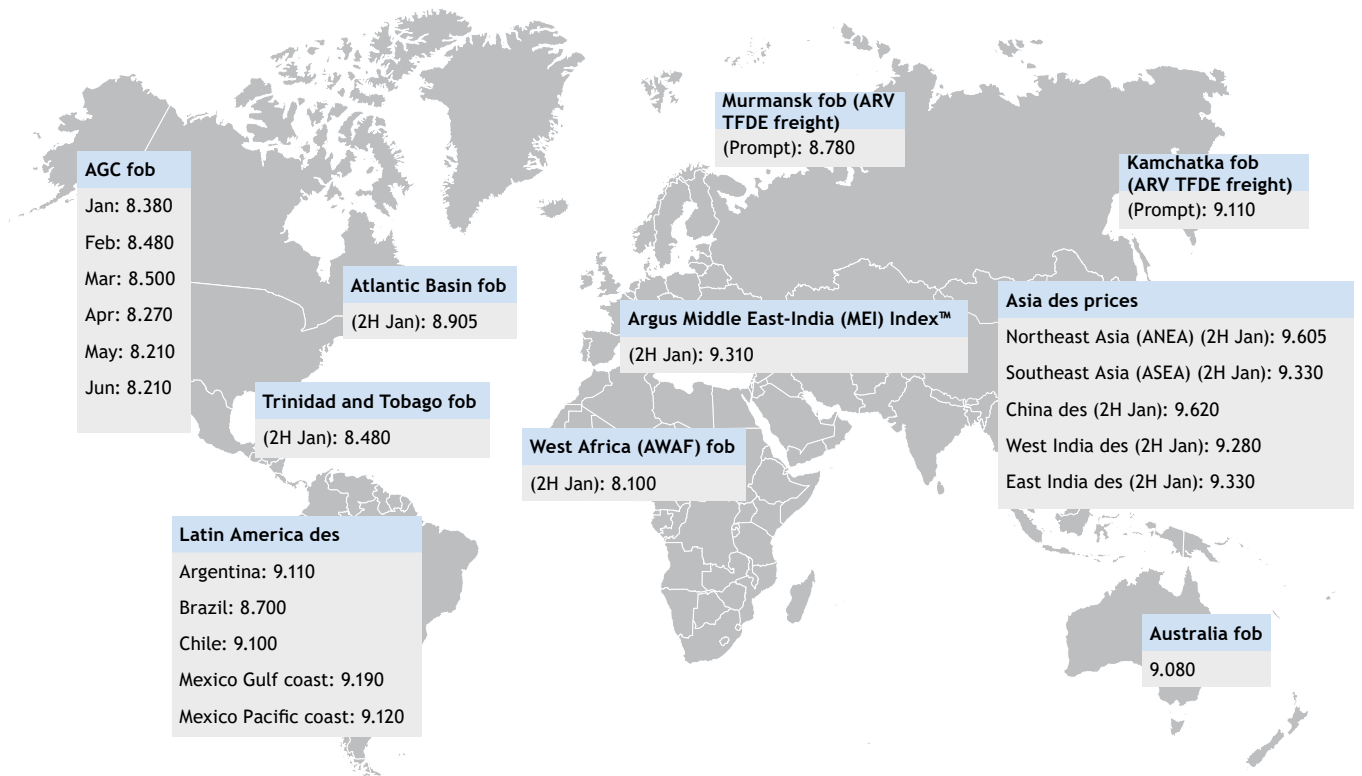 Murmansk fob (ARV
TFDE freight)
(Prompt): 8.780
AGC fob
Jan: 8.380
Feb: 8.480
Mar: 8.500
Apr: 8.270
May: 8.210
Jun: 8.210
Kamchatka fob
(ARV TFDE freight)
(Prompt): 9.110
Atlantic Basin fob
(2H Jan): 8.905
Argus Middle East-India (MEI) Index™
(2H Jan): 9.310
Asia des prices
Northeast Asia (ANEA) (2H Jan): 9.605
Southeast Asia (ASEA) (2H Jan): 9.330
China des (2H Jan): 9.620
West India des (2H Jan): 9.280
East India des (2H Jan): 9.330
Trinidad and Tobago fob
(2H Jan): 8.480
West Africa (AWAF) fob
(2H Jan): 8.100
Latin America des
Argentina: 9.110
Brazil: 8.700
Chile: 9.100
Mexico Gulf coast: 9.190
Mexico Pacific coast: 9.120
Australia fob
9.080